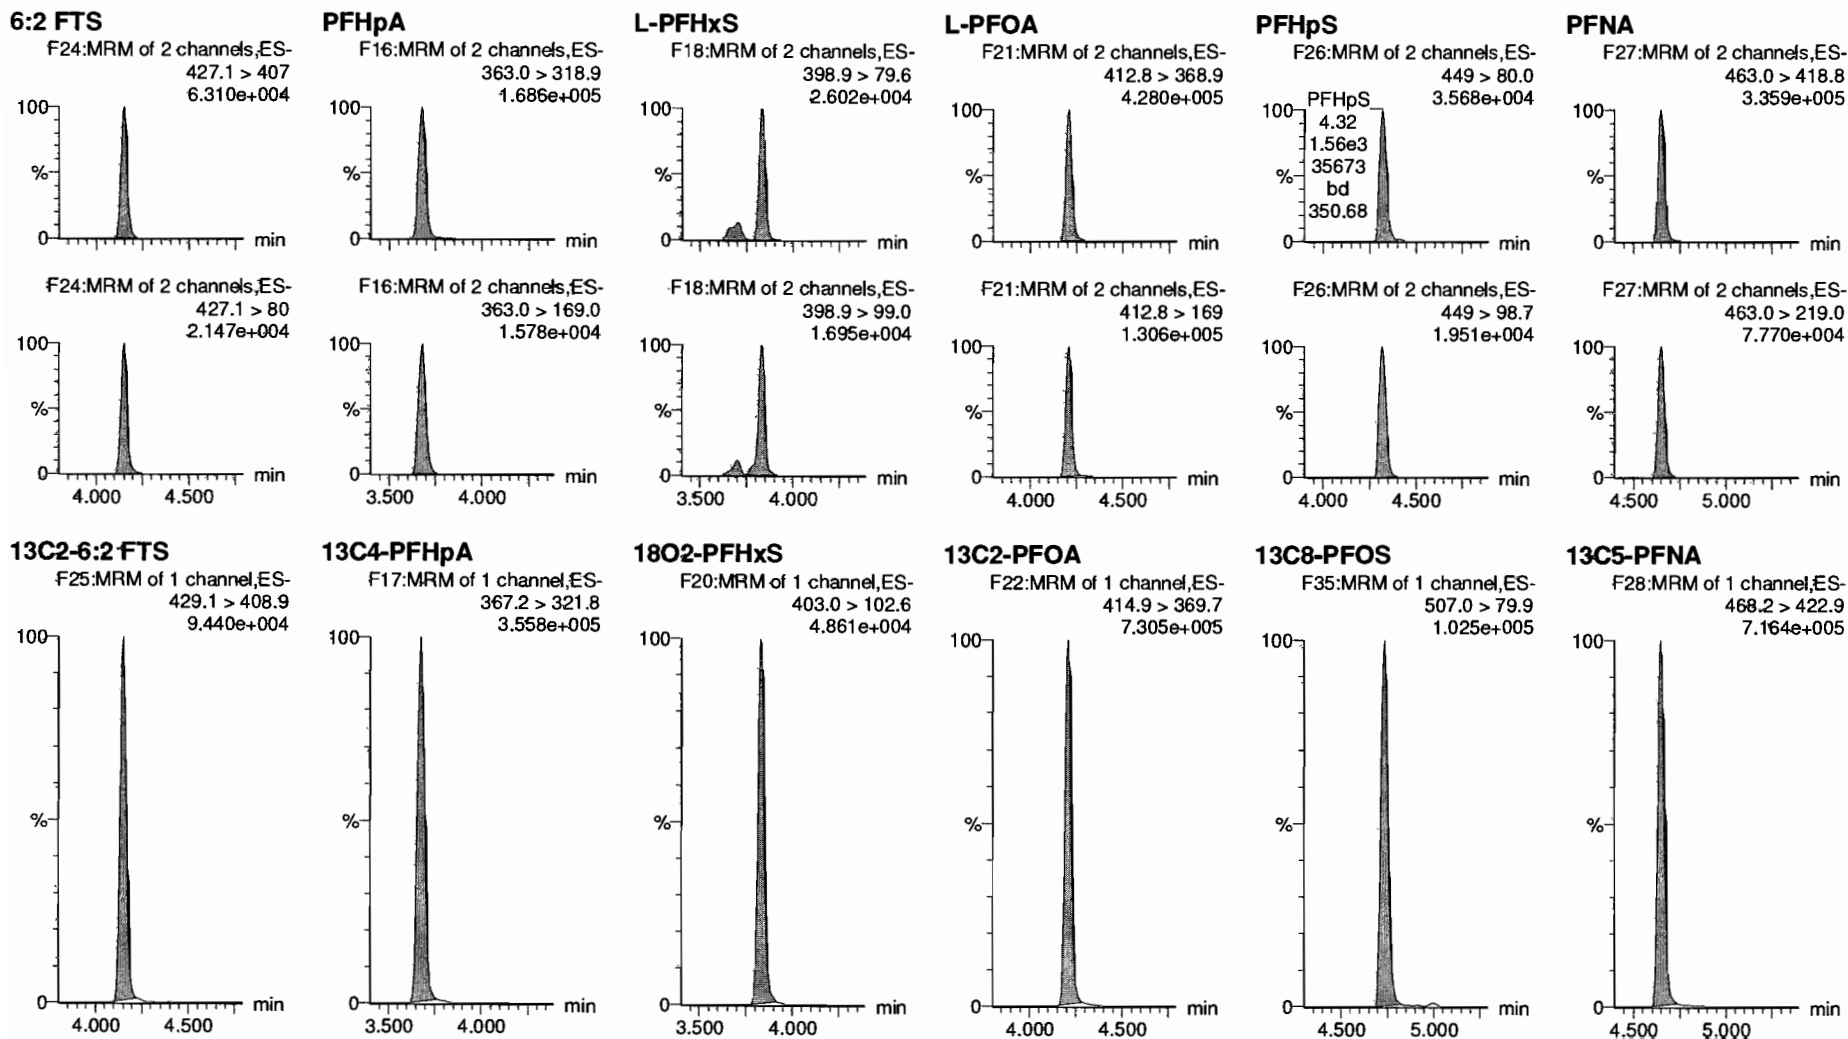 6:2 FTS
F24:MRM of 2 channels,ES-
427.1 > 407
6.310e+004
100
%
0
min
PFHpA
F16:MRM of 2 channels,ES-
363.0 > 318.9
1.686e+005
100
%
0
min
L-PFHxS
F18:MRM of 2 channels,ES-
398.9 > 79.6
2.602e+004
100
%
0
min
L-PFOA
F21:MRM of 2 channels,ES-
412.8 > 368.9
4.280e+005
100
%
0
min
PFHpS
F26:MRM of 2 channels,ES-
449 > 80.0
3.568e+004
PFHpS
4.32
1.56e3
35673
bd
350.68
100
%
0
min
PFNA
F27:MRM of 2 channels,ES-
463.0 > 418.8
3.359e+005
100
%
0
min
F24:MRM of 2 channels,ES-
427.1 > 80
2.147e+004
100
%
0
min
4.000 4.500
F16:MRM of 2 channels,ES-
363.0 > 169.0
1.578e+004
100
%
0
min
3.500 4.000
F18:MRM of 2 channels,ES-
398.9 > 99.0
1.695e+004
100
%
0
min
3.500 4.000
F21:MRM of 2 channels,ES-
412.8 > 169
1.306e+005
100
%
0
min
4.000 4.500
F26:MRM of 2 channels,ES-
449 > 98.7
1.951e+004
100
%
0
min
4.000 4.500
F27:MRM of 2 channels,ES-
463.0 > 219.0
7.770e+004
100
%
0
min
4.500 5.000
13C2-6:2 FTS
F25:MRM of 1 channel,ES-
429.1 > 408.9
9.440e+004
100
%
0
min
4.000 4.500
13C4-PFHpA
F17:MRM of 1 channel,ES-
367.2 > 321.8
3.558e+005
100
%
0
min
3.500 4.000
18O2-PFHxS
F20:MRM of 1 channel,ES-
403.0 > 102.6
4.861e+004
100
%
0
min
3.500 4.000
13C2-PFOA
F22:MRM of 1 channel,ES-
414.9 > 369.7
7.305e+005
100
%
0
min
4.000 4.500
13C8-PFOS
F35:MRM of 1 channel,ES-
507.0 > 79.9
1.025e+005
100
%
0
min
4.500 5.000
13C5-PFNA
F28:MRM of 1 channel,ES-
468.2 > 422.9
7.164e+005
100
%
0
min
4.500 5.000